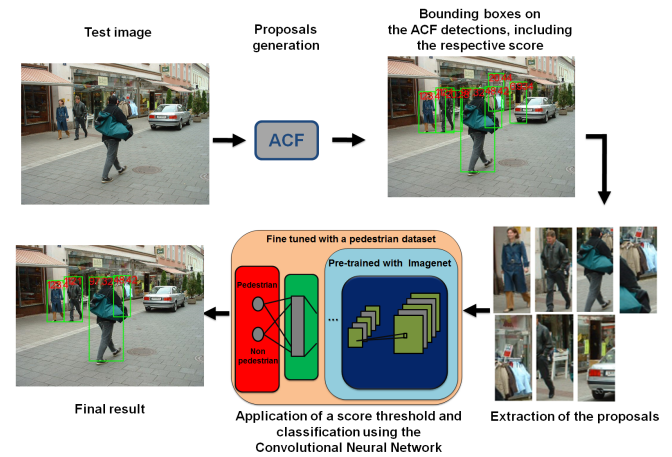 Test image
Proposals
generation
Bounding boxes on
the ACF detections, including
the respective score
ACF
Fine tuned with a pedestrian dataset
Pre-trained with Imagenet
Pedestrian
...
Non
pedestrian
Final result
Application of a score threshold and
classification using the
Convolutional Neural Network
Extraction of the proposals